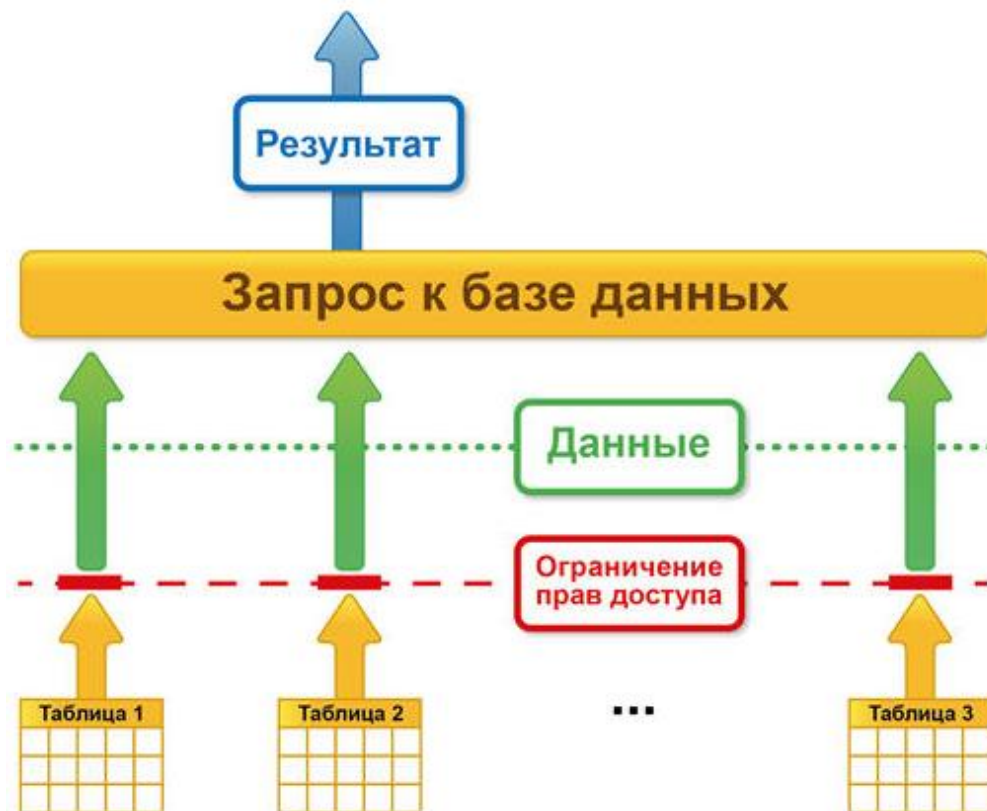 Результат
Запрос к базе данных
Данные
Ограничение
прав доступа
...
Таблица 1
Таблица 2
Таблица 3